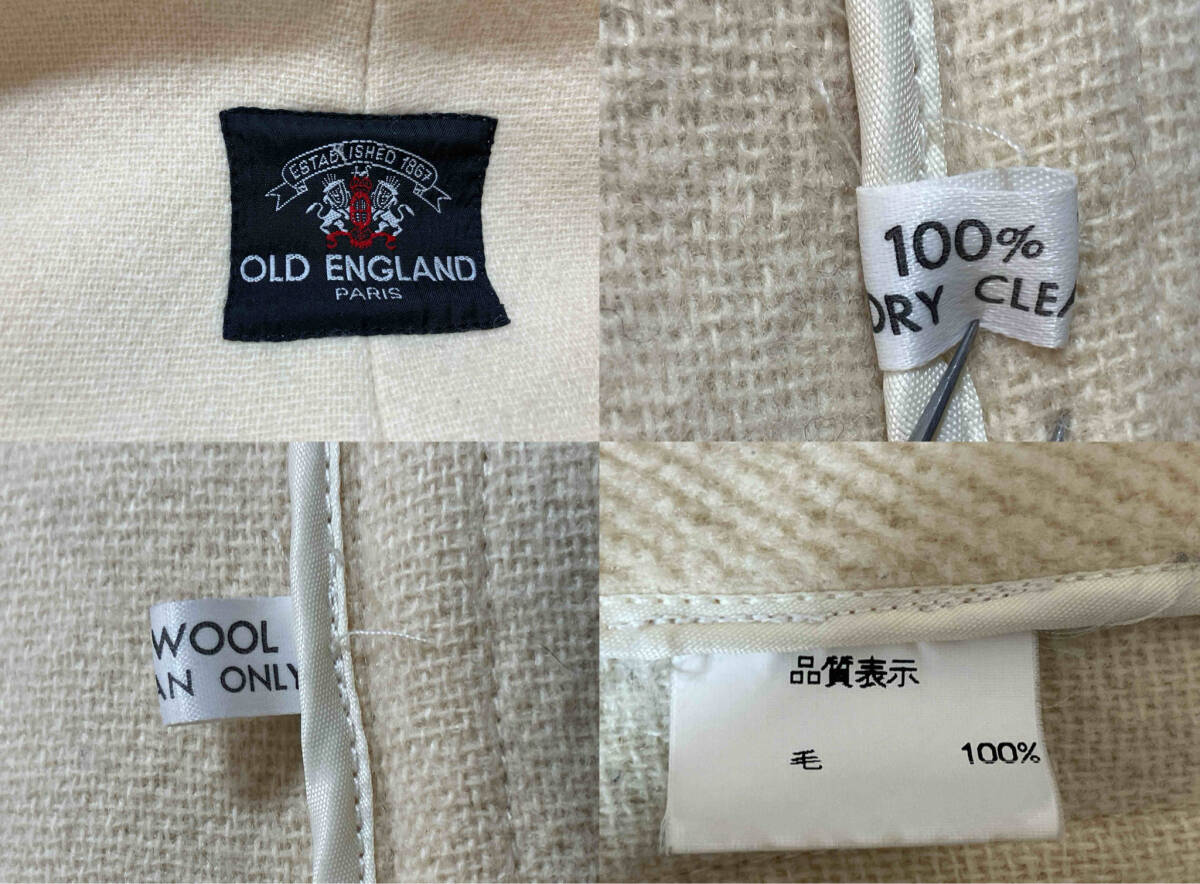 ESTABLISHED 1867
OLD ENGLAND
PARIS
100%
DRY CLEA
WOOL
AN ONLY
品質表示
毛 100%